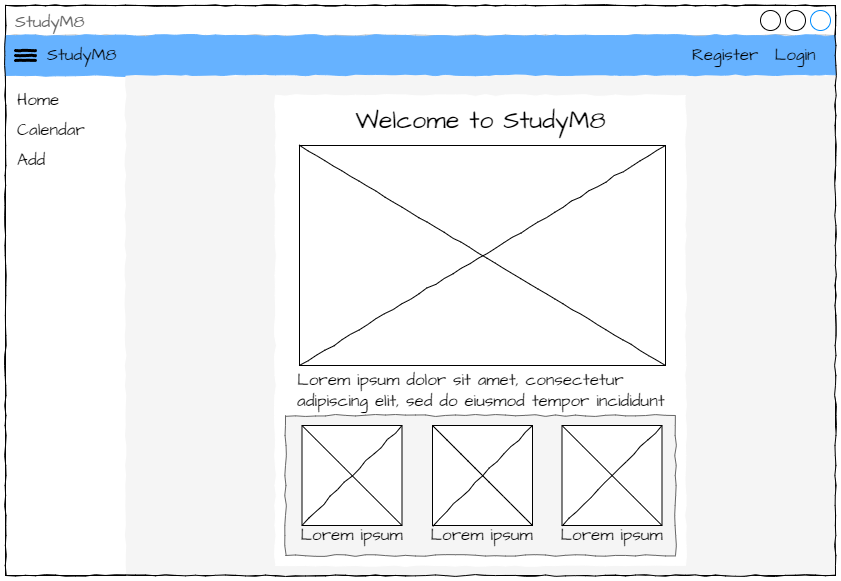 StudyM8
StudyM8 Register Login
Home
Calendar
Add
Welcome to StudyM8
Lorem ipsum dolor sit amet, consectetur
adipiscing elit, sed do eiusmod tempor incididunt
Lorem ipsum Lorem ipsum Lorem ipsum